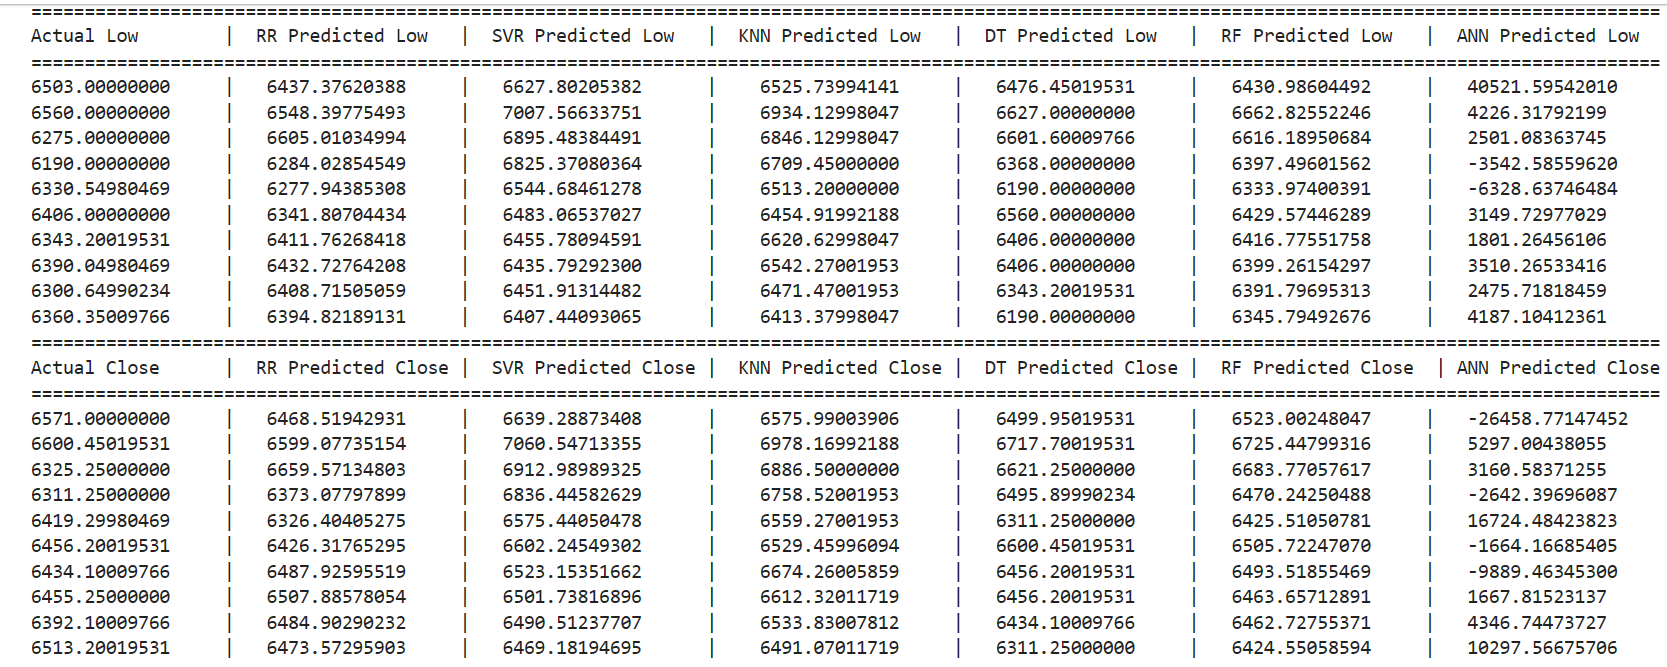 ====================================================================================================================================================
Actual Low | RR Predicted Low | SVR Predicted Low | KNN Predicted Low | DT Predicted Low | RF Predicted Low | ANN Predicted Low
====================================================================================================================================================
6503.00000000 | 6437.37620388 | 6627.80205382 | 6525.73994141 | 6476.45019531 | 6430.98604492 | 40521.59542010
6560.00000000 | 6548.39775493 | 7007.56633751 | 6934.12998047 | 6627.00000000 | 6662.82552246 | 4226.31792199
6275.00000000 | 6605.01034994 | 6895.48384491 | 6846.12998047 | 6601.60009766 | 6616.18950684 | 2501.08363745
6190.00000000 | 6284.02854549 | 6825.37080364 | 6709.45000000 | 6368.00000000 | 6397.49601562 | -3542.58559620
6330.54980469 | 6277.94385308 | 6544.68461278 | 6513.20000000 | 6190.00000000 | 6333.97400391 | -6328.63746484
6406.00000000 | 6341.80704434 | 6483.06537027 | 6454.91992188 | 6560.00000000 | 6429.57446289 | 3149.72977029
6343.20019531 | 6411.76268418 | 6455.78094591 | 6620.62998047 | 6406.00000000 | 6416.77551758 | 1801.26456106
6390.04980469 | 6432.72764208 | 6435.79292300 | 6542.27001953 | 6406.00000000 | 6399.26154297 | 3510.26533416
6300.64990234 | 6408.71505059 | 6451.91314482 | 6471.47001953 | 6343.20019531 | 6391.79695313 | 2475.71818459
6360.35009766 | 6394.82189131 | 6407.44093065 | 6413.37998047 | 6190.00000000 | 6345.79492676 | 4187.10412361
====================================================================================================================================================
Actual Close | RR Predicted Close | SVR Predicted Close | KNN Predicted Close | DT Predicted Close | RF Predicted Close | ANN Predicted Close
====================================================================================================================================================
6571.00000000 | 6468.51942931 | 6639.28873408 | 6575.99003906 | 6499.95019531 | 6523.00248047 | -26458.77147452
6600.45019531 | 6599.07735154 | 7060.54713355 | 6978.16992188 | 6717.70019531 | 6725.44799316 | 5297.00438055
6325.25000000 | 6659.57134803 | 6912.98989325 | 6886.50000000 | 6621.25000000 | 6683.77057617 | 3160.58371255
6311.25000000 | 6373.07797899 | 6836.44582629 | 6758.52001953 | 6495.89990234 | 6470.24250488 | -2642.39696087
6419.29980469 | 6326.40405275 | 6575.44050478 | 6559.27001953 | 6311.25000000 | 6425.51050781 | 16724.48423823
6456.20019531 | 6426.31765295 | 6602.24549302 | 6529.45996094 | 6600.45019531 | 6505.72247070 | -1664.16685405
6434.10009766 | 6487.92595519 | 6523.15351662 | 6674.26005859 | 6456.20019531 | 6493.51855469 | -9889.46345300
6455.25000000 | 6507.88578054 | 6501.73816896 | 6612.32011719 | 6456.20019531 | 6463.65712891 | 1667.81523137
6392.10009766 | 6484.90290232 | 6490.51237707 | 6533.83007812 | 6434.10009766 | 6462.72755371 | 4346.74473727
6513.20019531 | 6473.57295903 | 6469.18194695 | 6491.07011719 | 6311.25000000 | 6424.55058594 | 10297.56675706